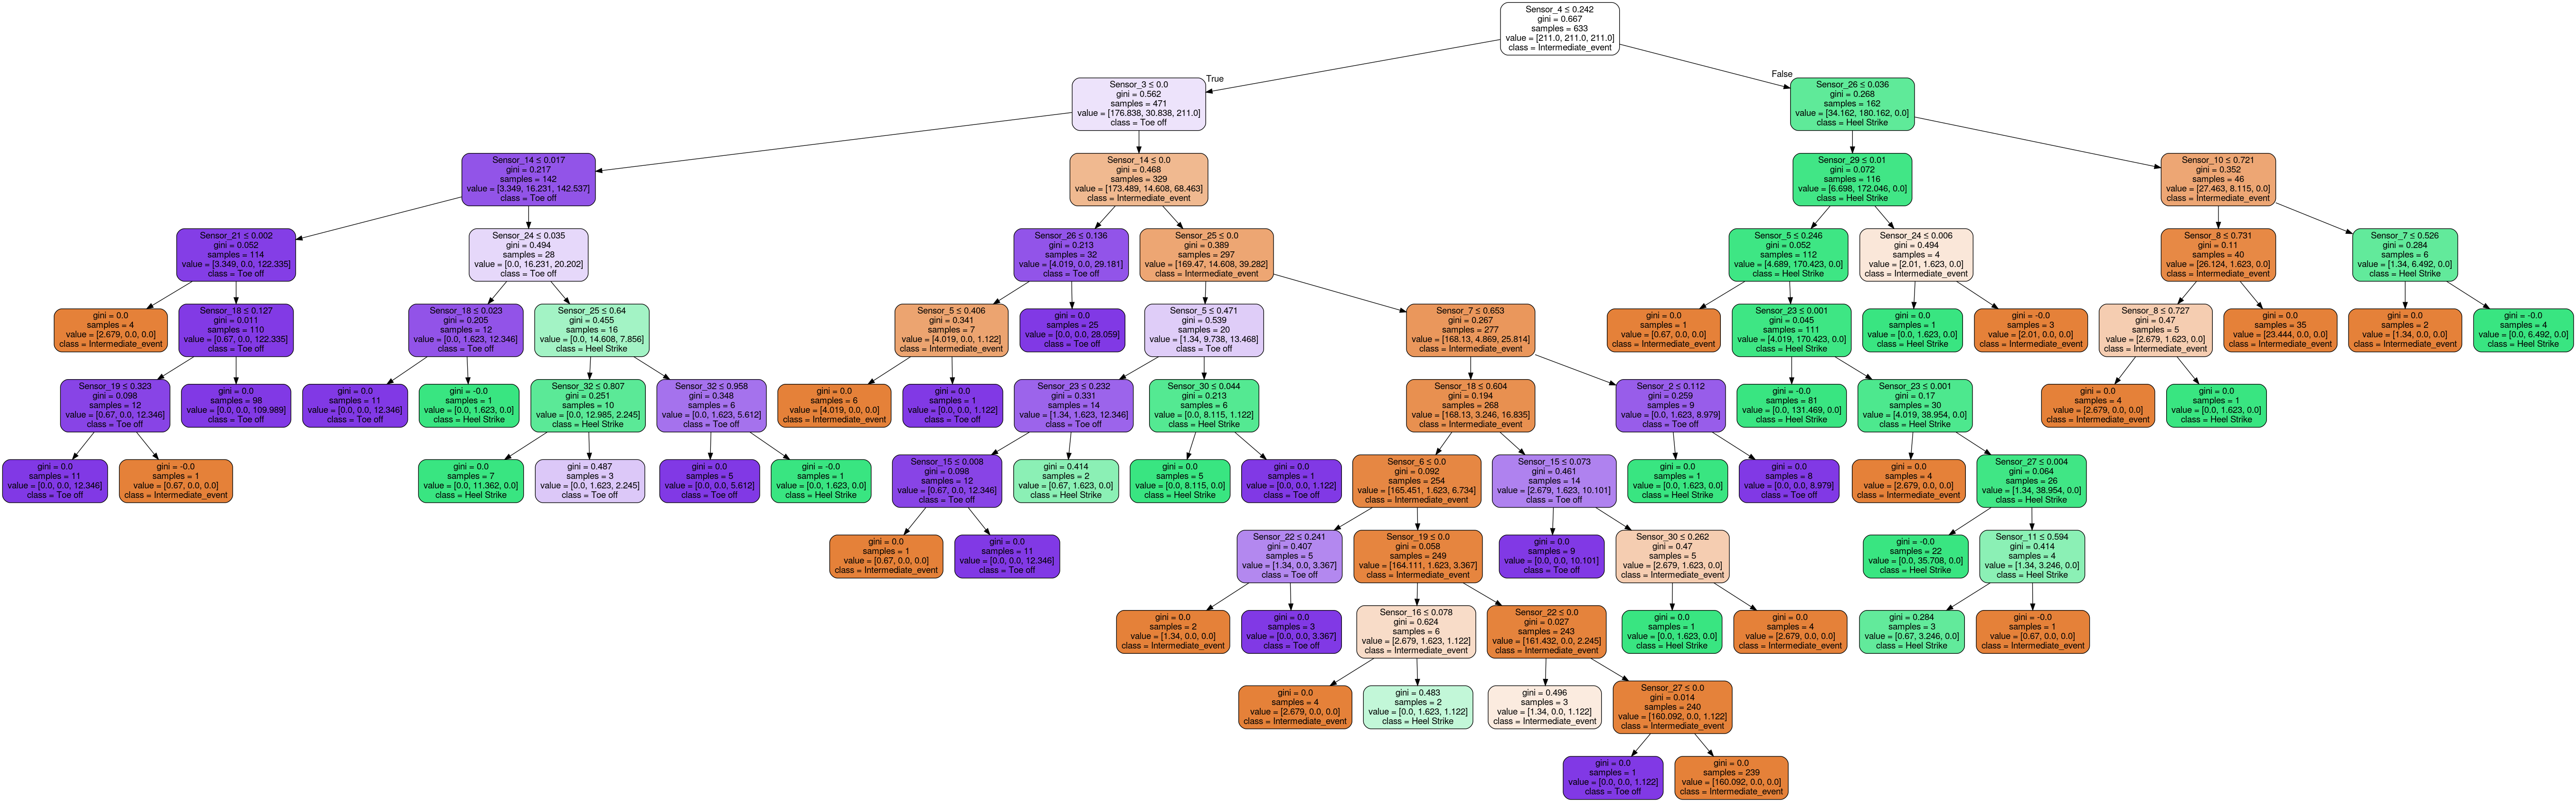 Sensor_4 ≤ 0.242
gini = 0.667
samples = 633
value = [211.0, 211.0, 211.0]
class = Intermediate_event
True
False
Sensor_3 ≤ 0.0
gini = 0.562
samples = 471
value = [176.838, 30.838, 211.0]
class = Toe off
Sensor_26 ≤ 0.036
gini = 0.268
samples = 162
value = [34.162, 180.162, 0.0]
class = Heel Strike
Sensor_14 ≤ 0.017
gini = 0.217
samples = 142
value = [3.349, 16.231, 142.537]
class = Toe off
Sensor_14 ≤ 0.0
gini = 0.468
samples = 329
value = [173.489, 14.608, 68.463]
class = Intermediate_event
Sensor_29 ≤ 0.01
gini = 0.072
samples = 116
value = [6.698, 172.046, 0.0]
class = Heel Strike
Sensor_10 ≤ 0.721
gini = 0.352
samples = 46
value = [27.463, 8.115, 0.0]
class = Intermediate_event
Sensor_21 ≤ 0.002
gini = 0.052
samples = 114
value = [3.349, 0.0, 122.335]
class = Toe off
Sensor_24 ≤ 0.035
gini = 0.494
samples = 28
value = [0.0, 16.231, 20.202]
class = Toe off
Sensor_26 ≤ 0.136
gini = 0.213
samples = 32
value = [4.019, 0.0, 29.181]
class = Toe off
Sensor_25 ≤ 0.0
gini = 0.389
samples = 297
value = [169.47, 14.608, 39.282]
class = Intermediate_event
Sensor_5 ≤ 0.246
gini = 0.052
samples = 112
value = [4.689, 170.423, 0.0]
class = Heel Strike
Sensor_24 ≤ 0.006
gini = 0.494
samples = 4
value = [2.01, 1.623, 0.0]
class = Intermediate_event
Sensor_8 ≤ 0.731
gini = 0.11
samples = 40
value = [26.124, 1.623, 0.0]
class = Intermediate_event
Sensor_7 ≤ 0.526
gini = 0.284
samples = 6
value = [1.34, 6.492, 0.0]
class = Heel Strike
gini = 0.0
samples = 4
value = [2.679, 0.0, 0.0]
class = Intermediate_event
Sensor_18 ≤ 0.127
gini = 0.011
samples = 110
value = [0.67, 0.0, 122.335]
class = Toe off
Sensor_18 ≤ 0.023
gini = 0.205
samples = 12
value = [0.0, 1.623, 12.346]
class = Toe off
Sensor_25 ≤ 0.64
gini = 0.455
samples = 16
value = [0.0, 14.608, 7.856]
class = Heel Strike
Sensor_5 ≤ 0.406
gini = 0.341
samples = 7
value = [4.019, 0.0, 1.122]
class = Intermediate_event
gini = 0.0
samples = 25
value = [0.0, 0.0, 28.059]
class = Toe off
Sensor_5 ≤ 0.471
gini = 0.539
samples = 20
value = [1.34, 9.738, 13.468]
class = Toe off
Sensor_7 ≤ 0.653
gini = 0.267
samples = 277
value = [168.13, 4.869, 25.814]
class = Intermediate_event
gini = 0.0
samples = 1
value = [0.67, 0.0, 0.0]
class = Intermediate_event
Sensor_23 ≤ 0.001
gini = 0.045
samples = 111
value = [4.019, 170.423, 0.0]
class = Heel Strike
gini = 0.0
samples = 1
value = [0.0, 1.623, 0.0]
class = Heel Strike
gini = -0.0
samples = 3
value = [2.01, 0.0, 0.0]
class = Intermediate_event
Sensor_8 ≤ 0.727
gini = 0.47
samples = 5
value = [2.679, 1.623, 0.0]
class = Intermediate_event
gini = 0.0
samples = 35
value = [23.444, 0.0, 0.0]
class = Intermediate_event
gini = 0.0
samples = 2
value = [1.34, 0.0, 0.0]
class = Intermediate_event
gini = -0.0
samples = 4
value = [0.0, 6.492, 0.0]
class = Heel Strike
Sensor_19 ≤ 0.323
gini = 0.098
samples = 12
value = [0.67, 0.0, 12.346]
class = Toe off
gini = 0.0
samples = 98
value = [0.0, 0.0, 109.989]
class = Toe off
gini = 0.0
samples = 11
value = [0.0, 0.0, 12.346]
class = Toe off
gini = -0.0
samples = 1
value = [0.0, 1.623, 0.0]
class = Heel Strike
Sensor_32 ≤ 0.807
gini = 0.251
samples = 10
value = [0.0, 12.985, 2.245]
class = Heel Strike
Sensor_32 ≤ 0.958
gini = 0.348
samples = 6
value = [0.0, 1.623, 5.612]
class = Toe off
gini = 0.0
samples = 6
value = [4.019, 0.0, 0.0]
class = Intermediate_event
gini = 0.0
samples = 1
value = [0.0, 0.0, 1.122]
class = Toe off
Sensor_23 ≤ 0.232
gini = 0.331
samples = 14
value = [1.34, 1.623, 12.346]
class = Toe off
Sensor_30 ≤ 0.044
gini = 0.213
samples = 6
value = [0.0, 8.115, 1.122]
class = Heel Strike
Sensor_18 ≤ 0.604
gini = 0.194
samples = 268
value = [168.13, 3.246, 16.835]
class = Intermediate_event
Sensor_2 ≤ 0.112
gini = 0.259
samples = 9
value = [0.0, 1.623, 8.979]
class = Toe off
gini = -0.0
samples = 81
value = [0.0, 131.469, 0.0]
class = Heel Strike
Sensor_23 ≤ 0.001
gini = 0.17
samples = 30
value = [4.019, 38.954, 0.0]
class = Heel Strike
gini = 0.0
samples = 4
value = [2.679, 0.0, 0.0]
class = Intermediate_event
gini = 0.0
samples = 1
value = [0.0, 1.623, 0.0]
class = Heel Strike
gini = 0.0
samples = 11
value = [0.0, 0.0, 12.346]
class = Toe off
gini = -0.0
samples = 1
value = [0.67, 0.0, 0.0]
class = Intermediate_event
gini = 0.0
samples = 7
value = [0.0, 11.362, 0.0]
class = Heel Strike
gini = 0.487
samples = 3
value = [0.0, 1.623, 2.245]
class = Toe off
gini = 0.0
samples = 5
value = [0.0, 0.0, 5.612]
class = Toe off
gini = -0.0
samples = 1
value = [0.0, 1.623, 0.0]
class = Heel Strike
Sensor_15 ≤ 0.008
gini = 0.098
samples = 12
value = [0.67, 0.0, 12.346]
class = Toe off
gini = 0.414
samples = 2
value = [0.67, 1.623, 0.0]
class = Heel Strike
gini = 0.0
samples = 5
value = [0.0, 8.115, 0.0]
class = Heel Strike
gini = 0.0
samples = 1
value = [0.0, 0.0, 1.122]
class = Toe off
Sensor_6 ≤ 0.0
gini = 0.092
samples = 254
value = [165.451, 1.623, 6.734]
class = Intermediate_event
Sensor_15 ≤ 0.073
gini = 0.461
samples = 14
value = [2.679, 1.623, 10.101]
class = Toe off
gini = 0.0
samples = 1
value = [0.0, 1.623, 0.0]
class = Heel Strike
gini = 0.0
samples = 8
value = [0.0, 0.0, 8.979]
class = Toe off
gini = 0.0
samples = 4
value = [2.679, 0.0, 0.0]
class = Intermediate_event
Sensor_27 ≤ 0.004
gini = 0.064
samples = 26
value = [1.34, 38.954, 0.0]
class = Heel Strike
gini = 0.0
samples = 1
value = [0.67, 0.0, 0.0]
class = Intermediate_event
gini = 0.0
samples = 11
value = [0.0, 0.0, 12.346]
class = Toe off
Sensor_22 ≤ 0.241
gini = 0.407
samples = 5
value = [1.34, 0.0, 3.367]
class = Toe off
Sensor_19 ≤ 0.0
gini = 0.058
samples = 249
value = [164.111, 1.623, 3.367]
class = Intermediate_event
gini = 0.0
samples = 9
value = [0.0, 0.0, 10.101]
class = Toe off
Sensor_30 ≤ 0.262
gini = 0.47
samples = 5
value = [2.679, 1.623, 0.0]
class = Intermediate_event
gini = -0.0
samples = 22
value = [0.0, 35.708, 0.0]
class = Heel Strike
Sensor_11 ≤ 0.594
gini = 0.414
samples = 4
value = [1.34, 3.246, 0.0]
class = Heel Strike
gini = 0.0
samples = 2
value = [1.34, 0.0, 0.0]
class = Intermediate_event
gini = 0.0
samples = 3
value = [0.0, 0.0, 3.367]
class = Toe off
Sensor_16 ≤ 0.078
gini = 0.624
samples = 6
value = [2.679, 1.623, 1.122]
class = Intermediate_event
Sensor_22 ≤ 0.0
gini = 0.027
samples = 243
value = [161.432, 0.0, 2.245]
class = Intermediate_event
gini = 0.0
samples = 1
value = [0.0, 1.623, 0.0]
class = Heel Strike
gini = 0.0
samples = 4
value = [2.679, 0.0, 0.0]
class = Intermediate_event
gini = 0.284
samples = 3
value = [0.67, 3.246, 0.0]
class = Heel Strike
gini = -0.0
samples = 1
value = [0.67, 0.0, 0.0]
class = Intermediate_event
gini = 0.0
samples = 4
value = [2.679, 0.0, 0.0]
class = Intermediate_event
gini = 0.483
samples = 2
value = [0.0, 1.623, 1.122]
class = Heel Strike
gini = 0.496
samples = 3
value = [1.34, 0.0, 1.122]
class = Intermediate_event
Sensor_27 ≤ 0.0
gini = 0.014
samples = 240
value = [160.092, 0.0, 1.122]
class = Intermediate_event
gini = 0.0
samples = 1
value = [0.0, 0.0, 1.122]
class = Toe off
gini = 0.0
samples = 239
value = [160.092, 0.0, 0.0]
class = Intermediate_event